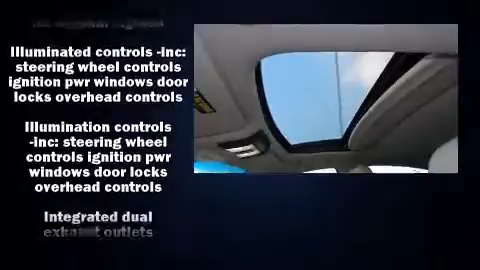 Illuminated controls -inc:
steering wheel controls
ignition pwr windows door
locks overhead controls
Illumination controls
-inc: steering wheel
controls ignition pwr
windows door locks
overhead controls
Integrated dual
exhaust outlets